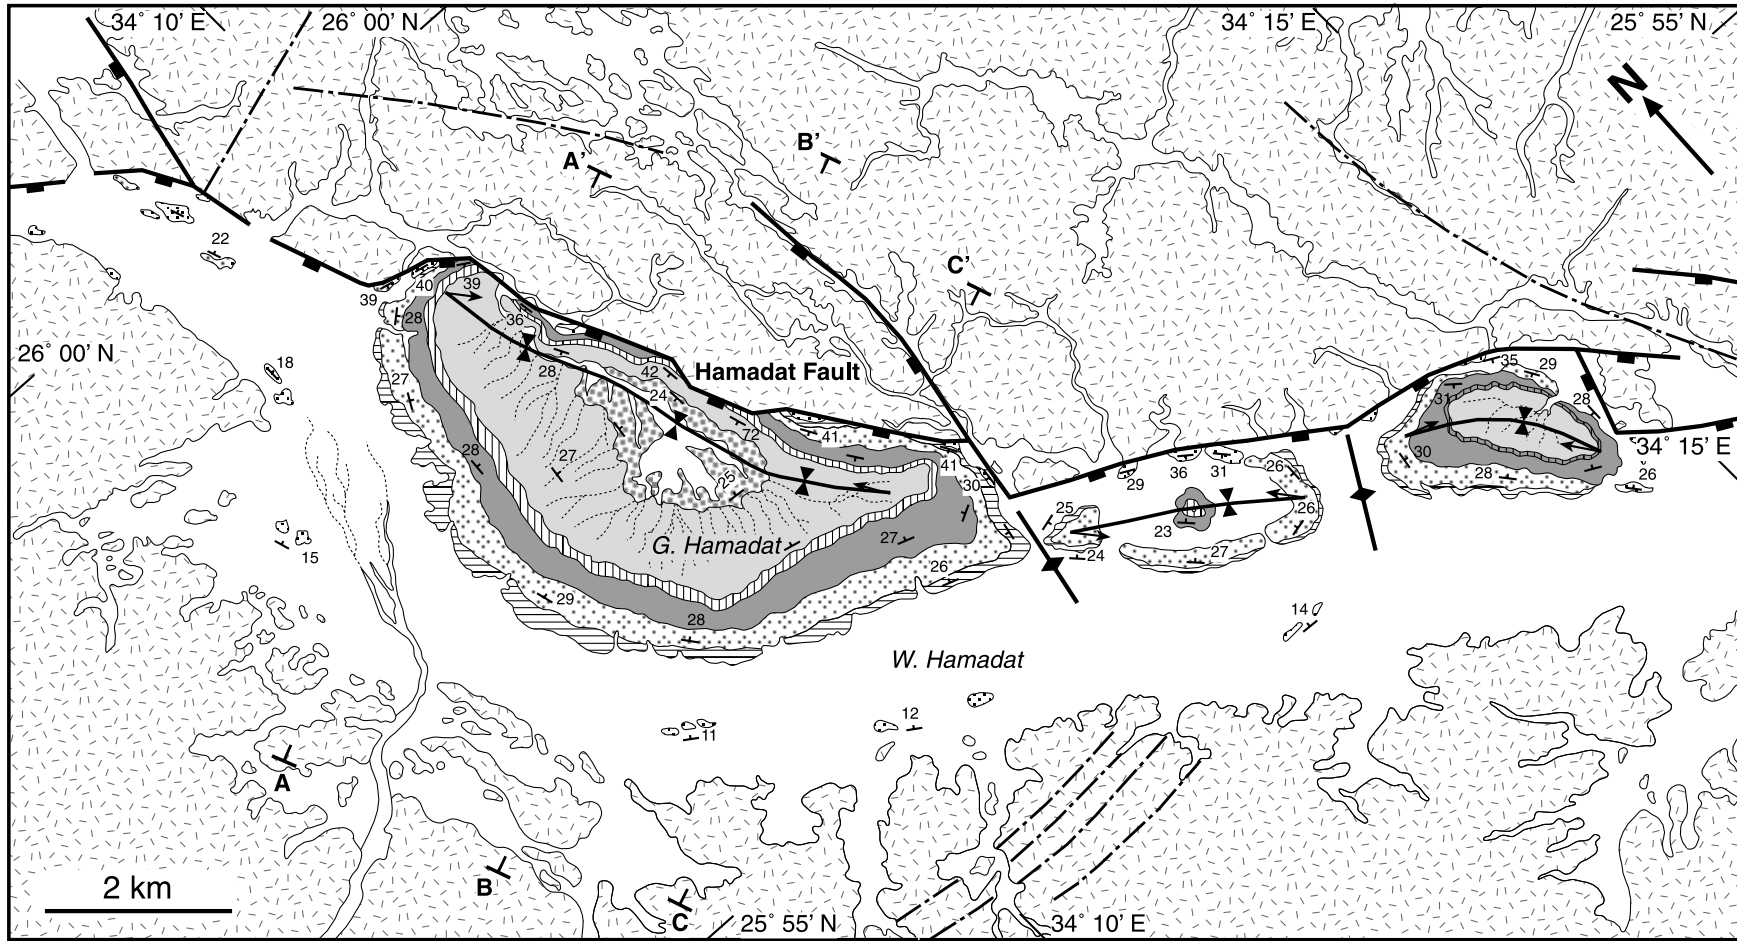 34° 10’ E
26° 00’ N
34° 15’ E
25° 55’ N
N
B’
A’
22
C’
40
39
39
28
36
26° 00’ N
18
27
28
42
Hamadat Fault
24
72
41
35
29
31
28
34° 15’ E
28
27
25
41
30
36
31
26
29
30
28
26
25
26
23
24
27
15
G. Hamadat
27
26
29
28
14
W. Hamadat
12
11
A
B
2 km
C
25° 55’ N
34° 10’ E